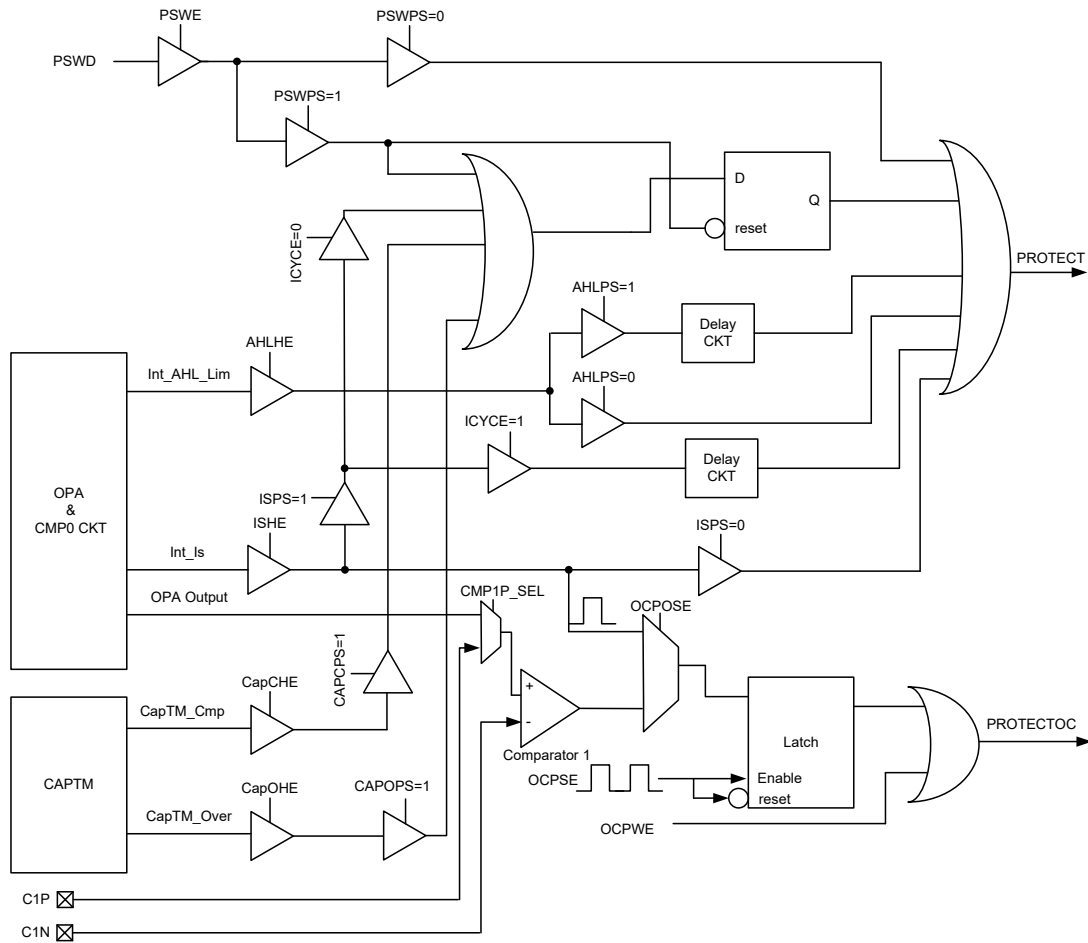 PSWE
PSWPS=0
PSWD
PSWPS=1
D
Q
reset
ICYCE=0
PROTECT
AHLPS=1
Delay
CKT
AHLHE
Int_AHL_Lim
AHLPS=0
ICYCE=1
Delay
CKT
OPA
&
CMP0 CKT
ISPS=1
ISHE
ISPS=0
Int_Is
OPA Output
CMP1P_SEL
OCPOSE
CAPCPS=1
CapCHE
CapTM_Cmp
+
-
Comparator 1
Latch
PROTECTOC
CAPTM
OCPSE
Enable
reset
CapOHE
CAPOPS=1
CapTM_Over
OCPWE
C1P
C1N